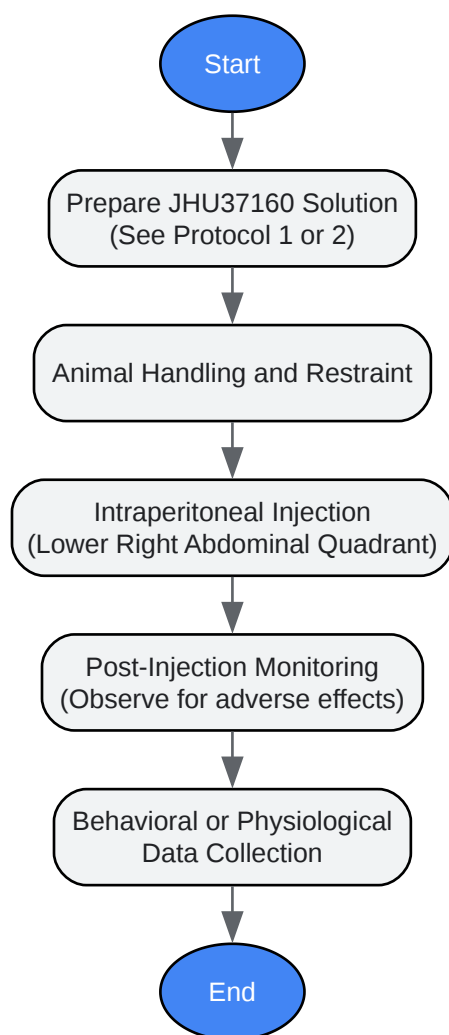 Start
Prepare JHU37160 Solution
(See Protocol 1 or 2)
Animal Handling and Restraint
Intraperitoneal Injection
(Lower Right Abdominal Quadrant)
Post-Injection Monitoring
(Observe for adverse effects)
Behavioral or Physiological
Data Collection
End